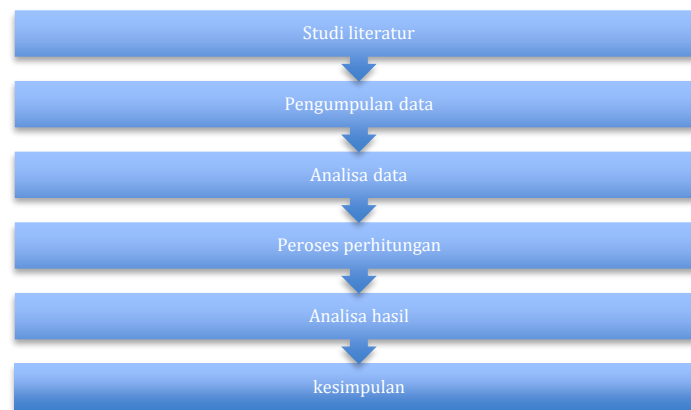 Studi literatur
Pengumpulan data
Analisa data
Peroses perhitungan
Analisa hasil
kesimpulan